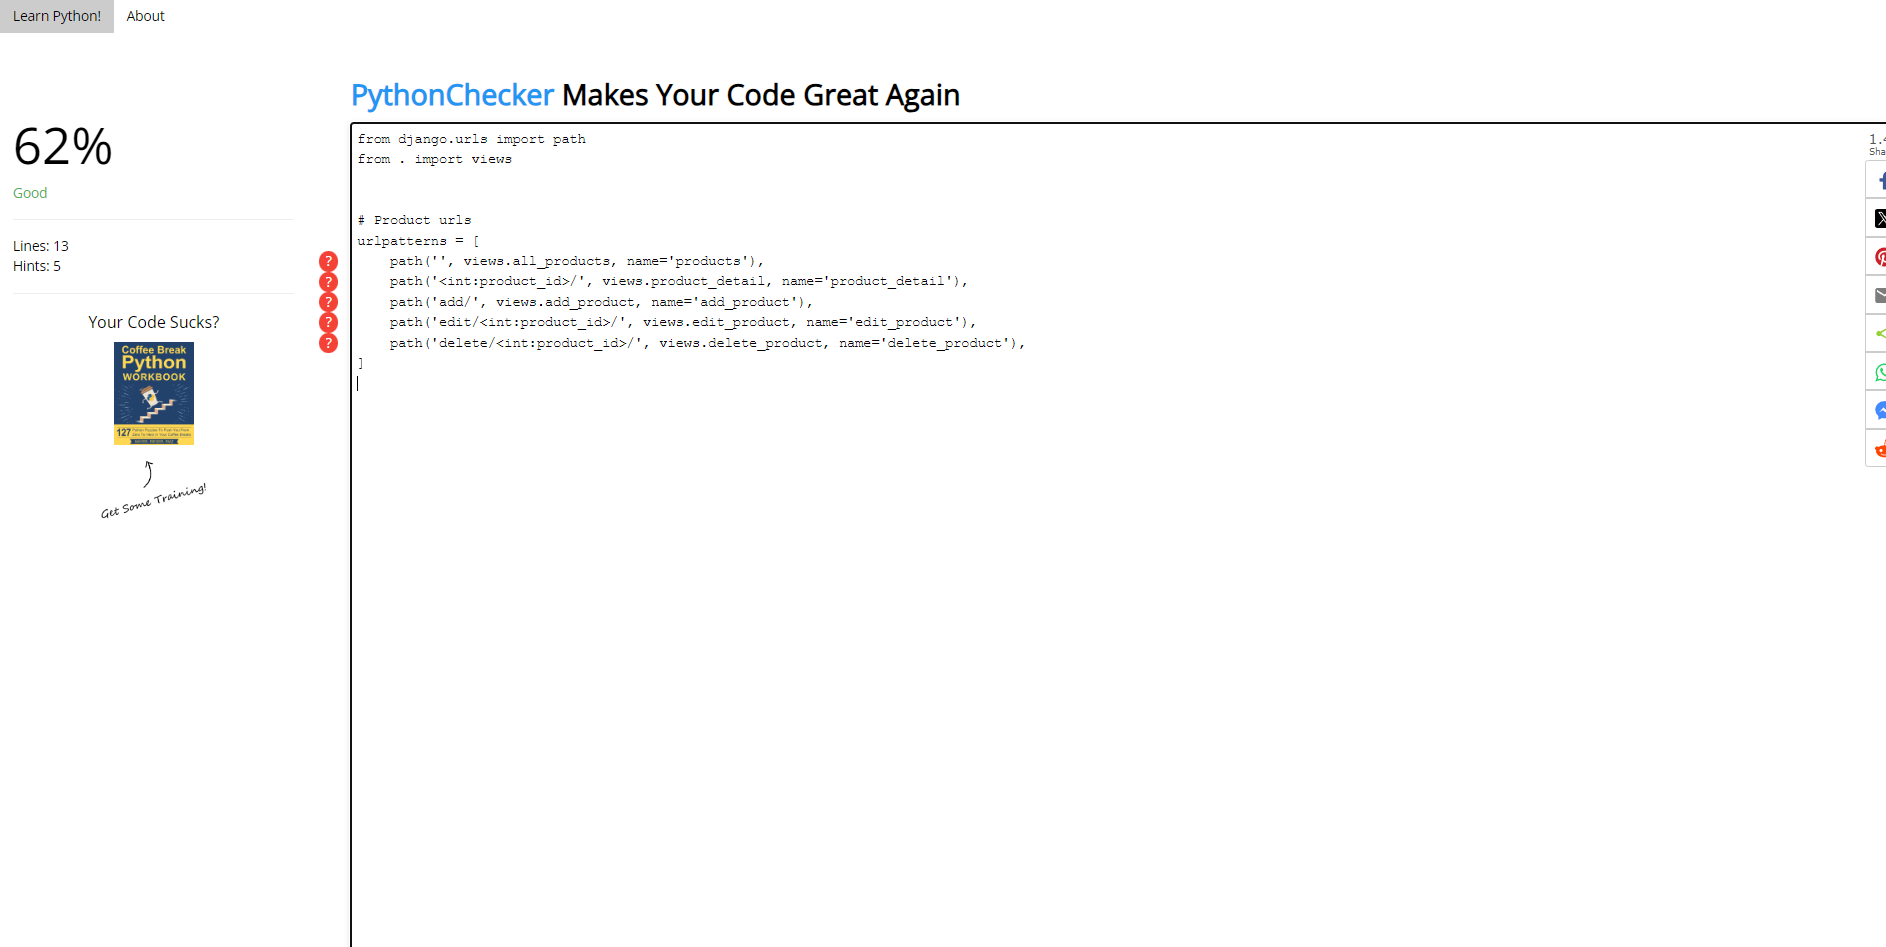 Learn Python! About
PythonChecker Makes Your Code Great Again
62%
Good
Lines: 13
Hints: 5
Your Code Sucks?
Coffee Break
Python
WORKBOOK
127
Get Some Training!
from django.urls import path
from . import views
# Product urls
urlpatterns = [
? path('', views.all_products, name='products'),
? path('<int:product_id>/', views.product_detail, name='product_detail'),
? path('add/', views.add_product, name='add_product'),
? path('edit/<int:product_id>/', views.edit_product, name='edit_product'),
? path('delete/<int:product_id>/', views.delete_product, name='delete_product'),
]
1.4
Sha